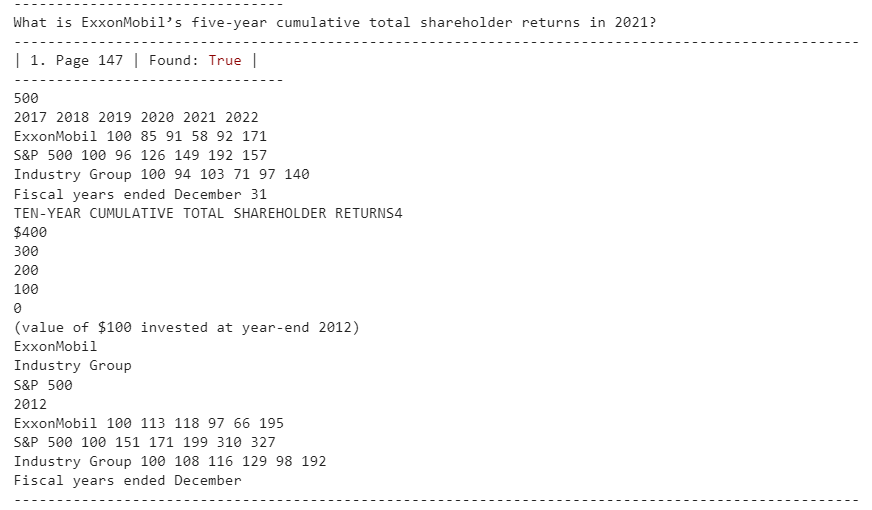 --------------------------------
What is ExxonMobil’s five-year cumulative total shareholder returns in 2021?
----------------------------------------------------------------------------------------------------
| 1. Page 147 | Found: True |
--------------------------------
500
2017 2018 2019 2020 2021 2022
ExxonMobil 100 85 91 58 92 171
S&P 500 100 96 126 149 192 157
Industry Group 100 94 103 71 97 140
Fiscal years ended December 31
TEN-YEAR CUMULATIVE TOTAL SHAREHOLDER RETURNS4
$400
300
200
100
0
(value of $100 invested at year-end 2012)
ExxonMobil
Industry Group
S&P 500
2012
ExxonMobil 100 113 118 97 66 195
S&P 500 100 151 171 199 310 327
Industry Group 100 108 116 129 98 192
Fiscal years ended December
----------------------------------------------------------------------------------------------------